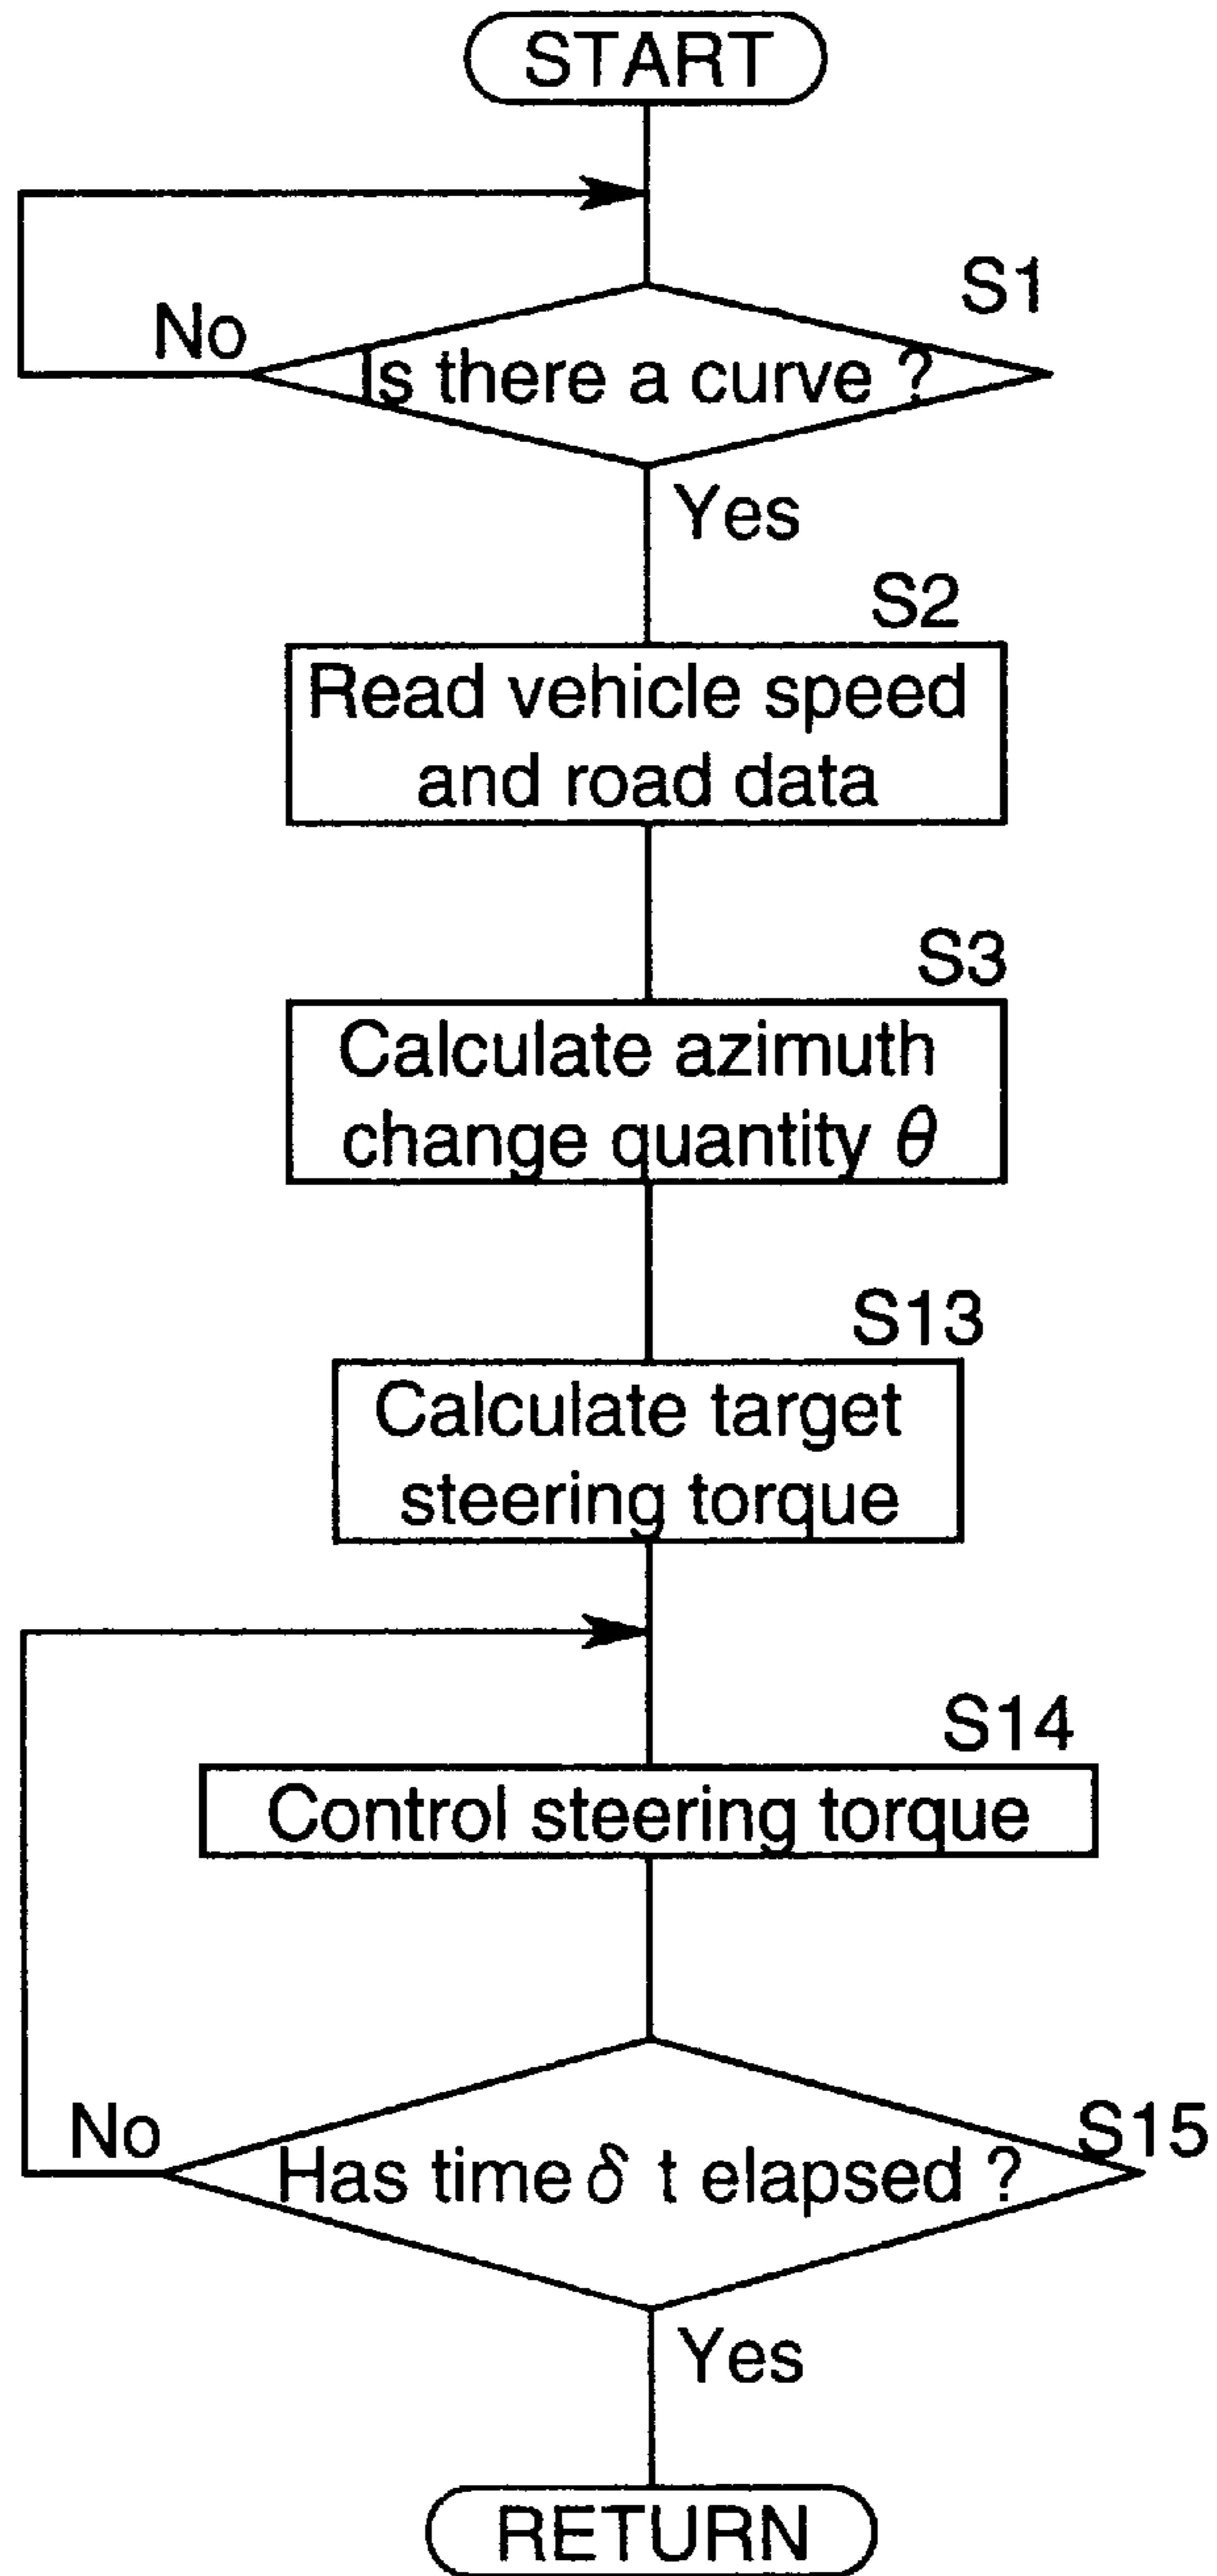 START
S1
No
Is there a curve ?
Yes
S2
Read vehicle speed
and road data
S3
Calculate azimuth
change quantity θ
S13
Calculate target
steering torque
S14
Control steering torque
S15
No
Has time δ t elapsed ?
Yes
RETURN